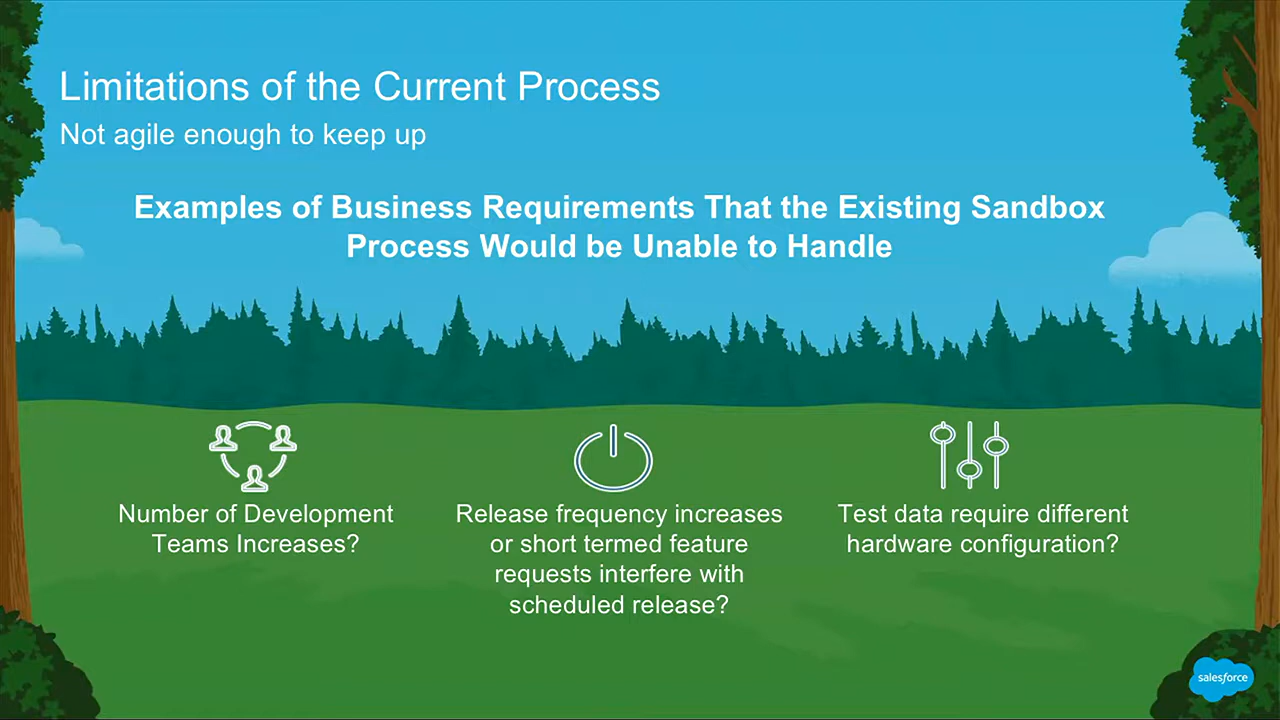 Limitations of the Current Process
Not agile enough to keep up
Examples of Business Requirements That the Existing Sandbox
Process Would be Unable to Handle
Number of Development
Teams Increases?
Release frequency increases
or short termed feature
requests interfere with
scheduled release?
Test data require different
hardware configuration?
salesforce